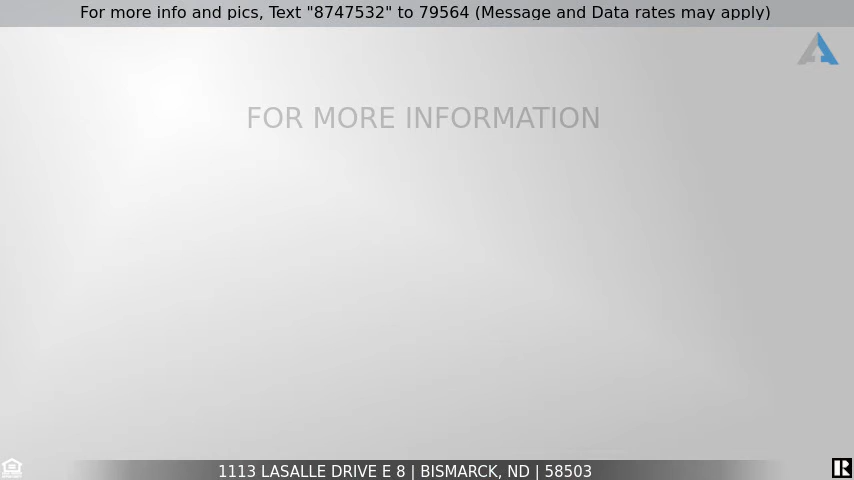 For more info and pics, Text "8747532" to 79564 (Message and Data rates may apply)
FOR MORE INFORMATION
1113 LASALLE DRIVE E 8 | BISMARCK, ND | 58503